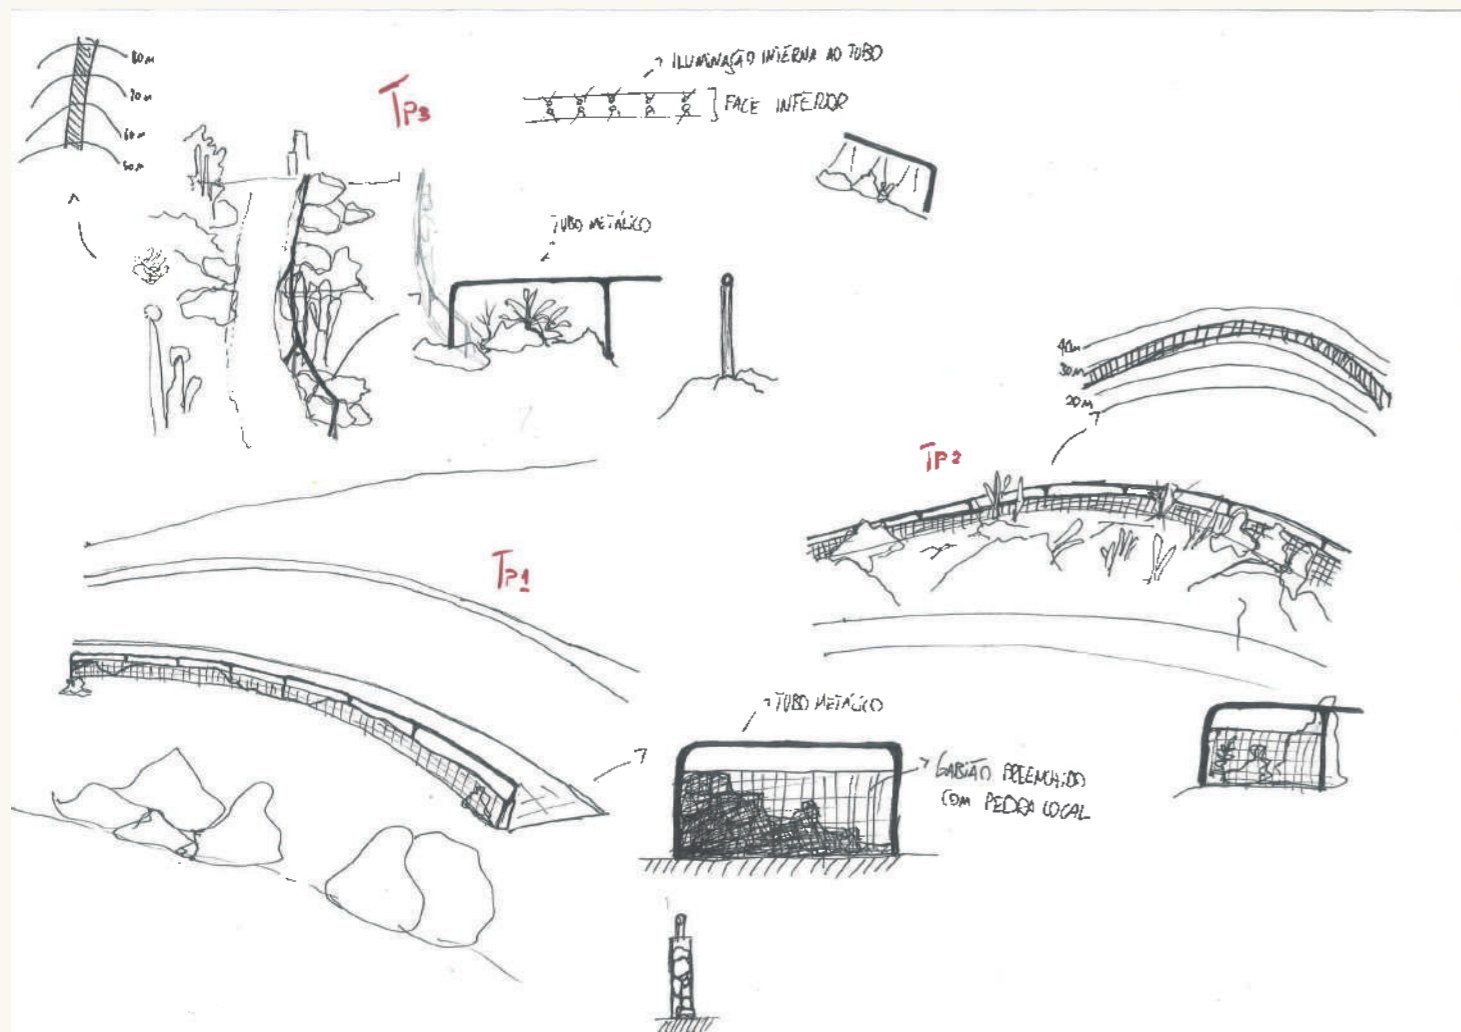 80m
70m
60m
50m
TP3
ILUMINAÇÃO INTERNA AO TUBO
FACE INFERIOR
TUBO METÁLICO
40m
30m
20m
TP2
TP1
TUBO METÁLICO
GABIÃO PREENCHIDO
COM PEDRA LOCAL